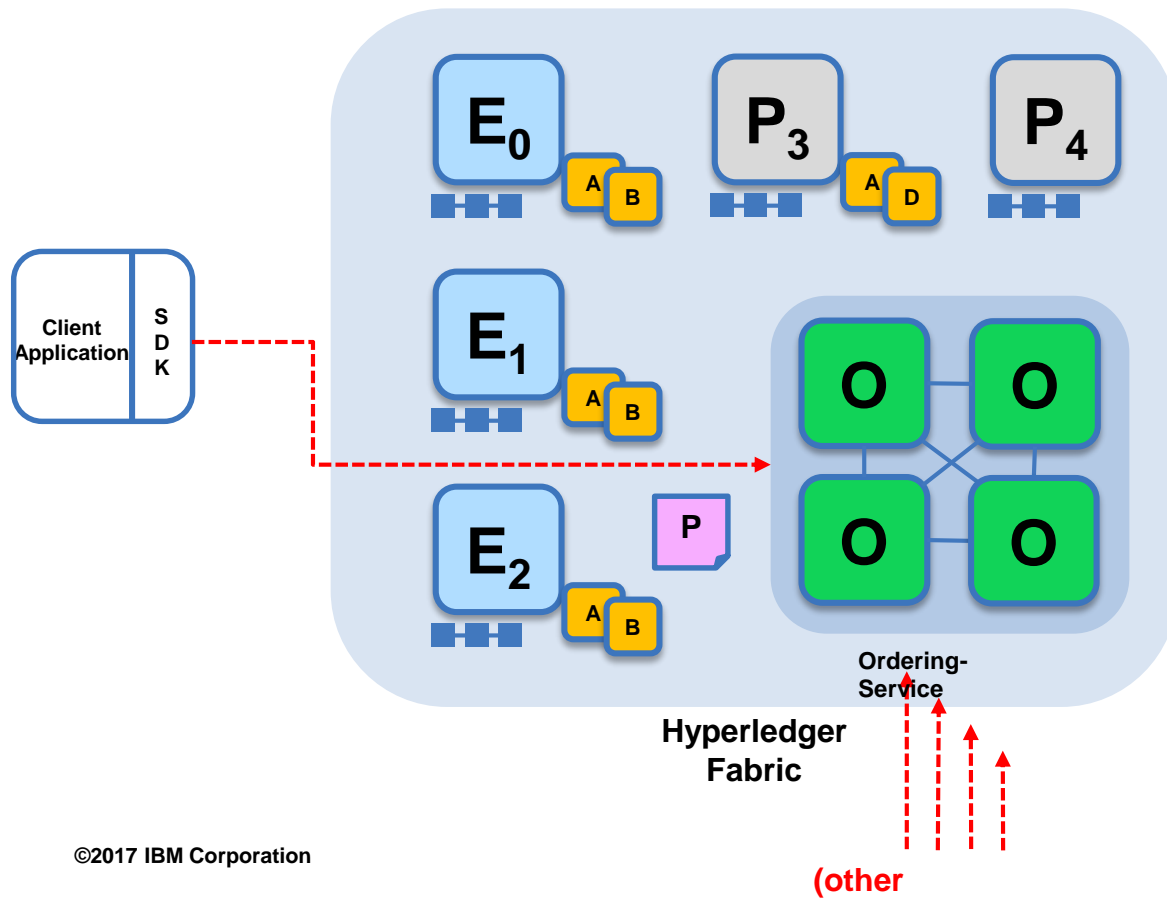 E0
P3
P4
A
B
A
D
Client
Application
S
D
K
E1
A
B
O
O
E2
P
O
O
A
B
Ordering-
Service
Hyperledger
Fabric
©2017 IBM Corporation
(other